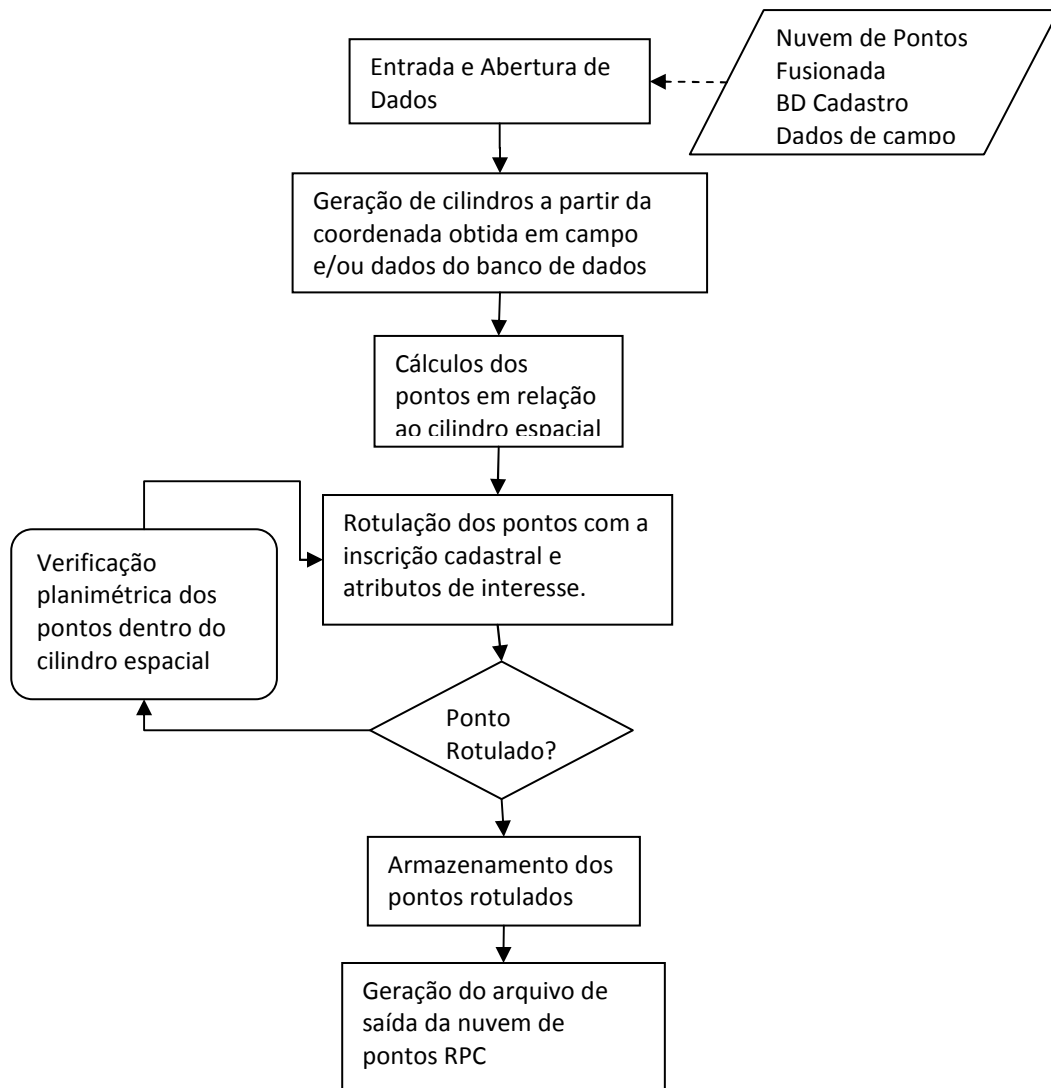 Entrada e Abertura de
Dados
Nuvem de Pontos
Fusionada
BD Cadastro
Dados de campo
Geração de cilindros a partir da
coordenada obtida em campo
e/ou dados do banco de dados
Cálculos dos
pontos em relação
ao cilindro espacial
Rotulação dos pontos com a
inscrição cadastral e
atributos de interesse.
Verificação
planimétrica dos
pontos dentro do
cilindro espacial
Ponto
Rotulado?
Armazenamento dos
pontos rotulados
Geração do arquivo de
saída da nuvem de
pontos RPC